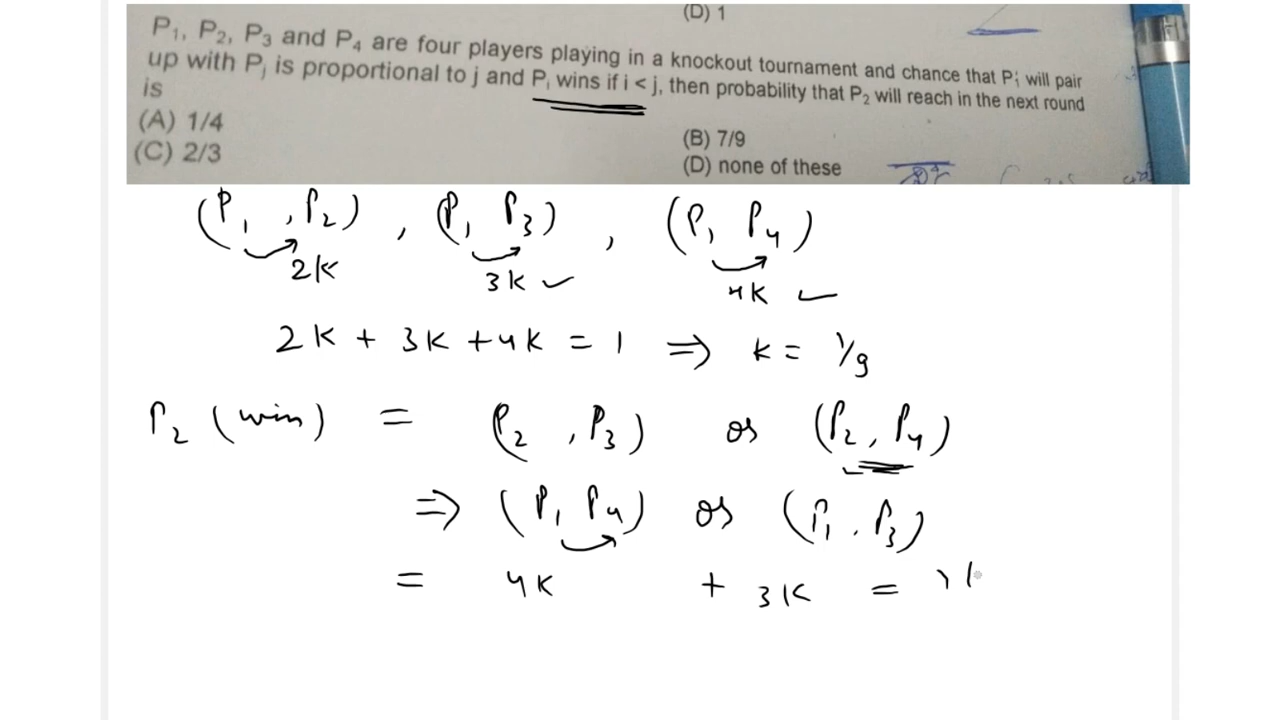 (D) 1
P₁, P₂, P₃ and P₄ are four players playing in a knockout tournament and chance that Pᵢ will pair
up with Pⱼ is proportional to j and Pᵢ wins if i < j, then probability that P₂ will reach in the next round
is
(A) 1/4
(B) 7/9
(C) 2/3
(D) none of these
(P₁, P₂), (P₁ P₃), (P₁ P₄)
2K 3K 4K
2K + 3K + 4K = 1 ⇒ K = 1/9
P₂ (win) = (P₂, P₃) or (P₂, P₄)
⇒ (P₁ P₄) or (P₁, P₃)
= 4K + 3K =